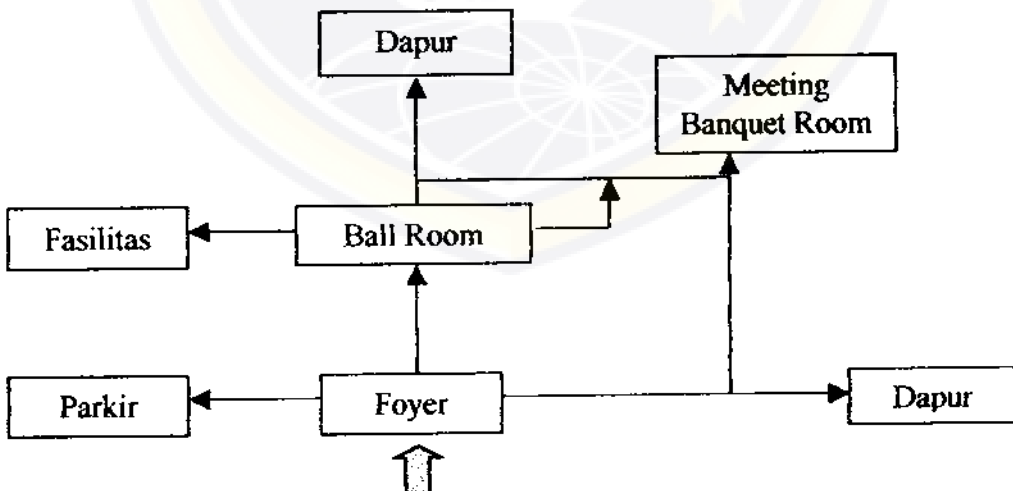 Dapur
Meeting
Banquet Room
Fasilitas
Ball Room
Parkir
Foyer
Dapur